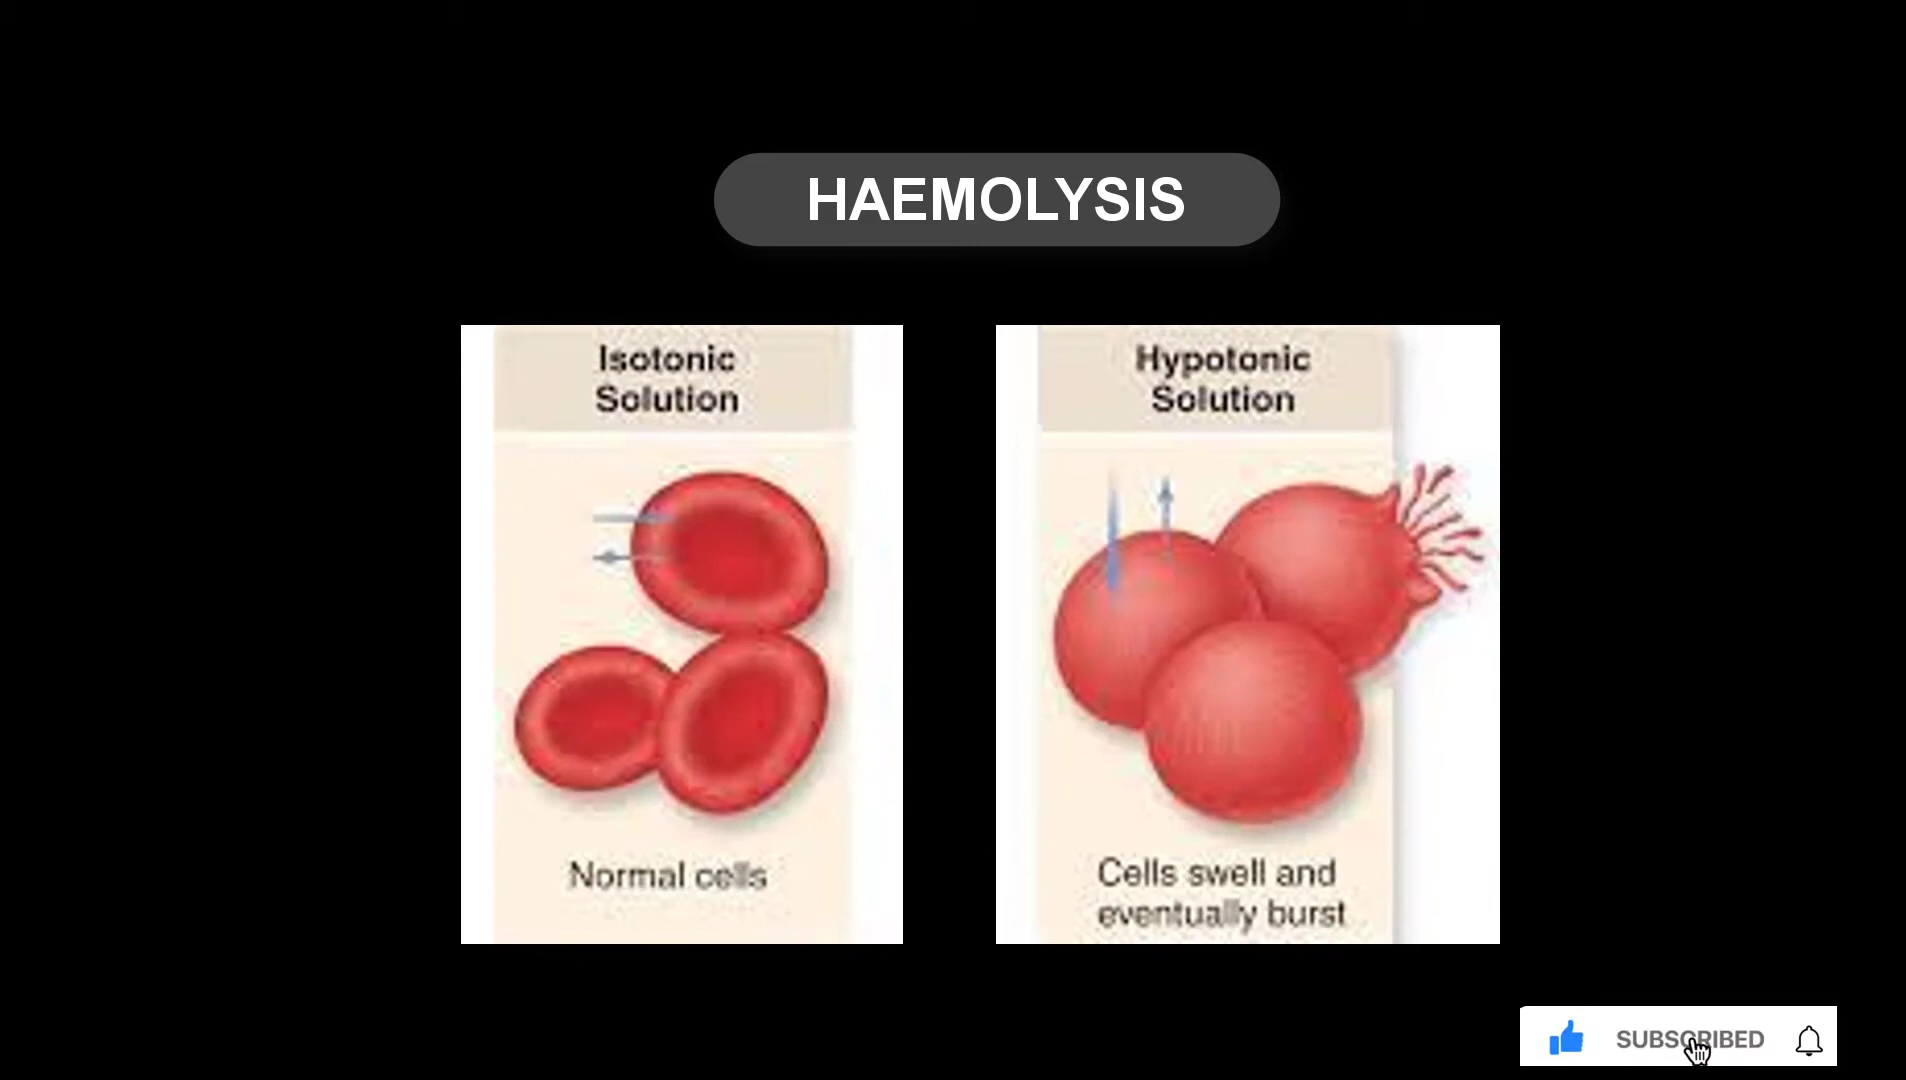 HAEMOLYSIS
Isotonic
Solution
Normal cells
Hypotonic
Solution
Cells swell and
eventually burst
SUBSCRIBED